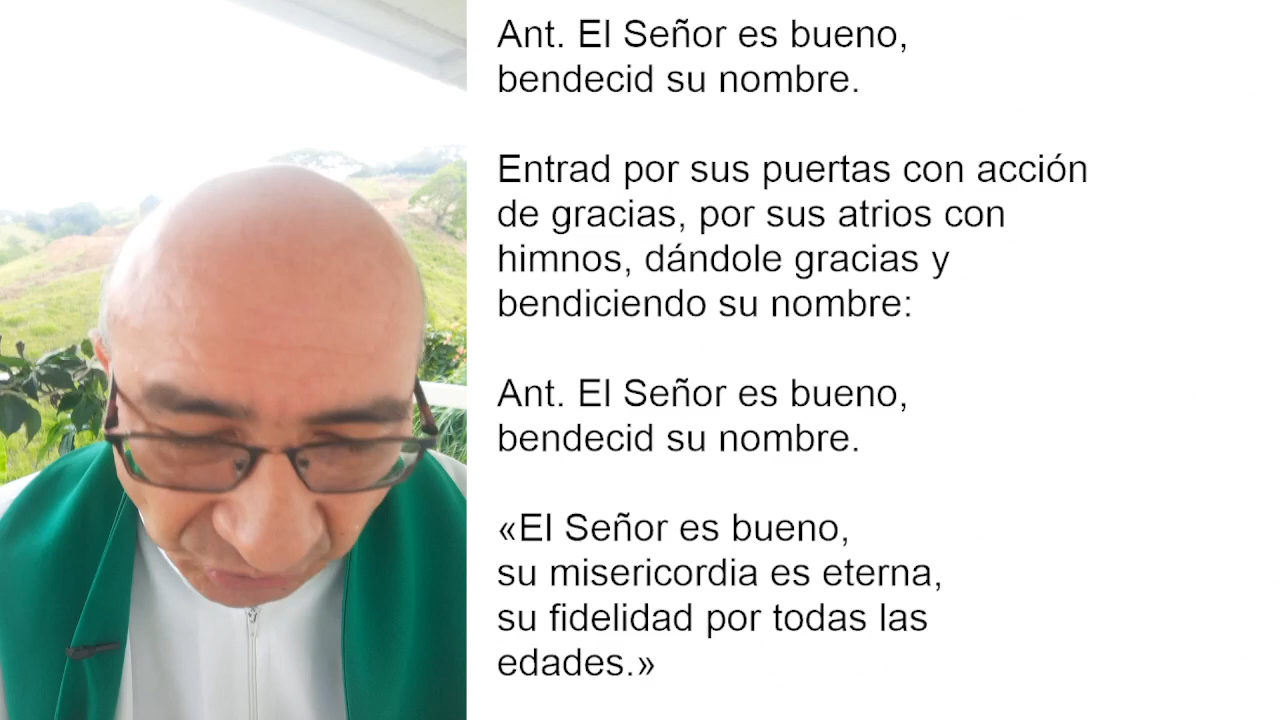 Ant. El Señor es bueno,
bendecid su nombre.
Entrad por sus puertas con acción
de gracias, por sus atrios con
himnos, dándole gracias y
bendiciendo su nombre:
Ant. El Señor es bueno,
bendecid su nombre.
«El Señor es bueno,
su misericordia es eterna,
su fidelidad por todas las
edades.»